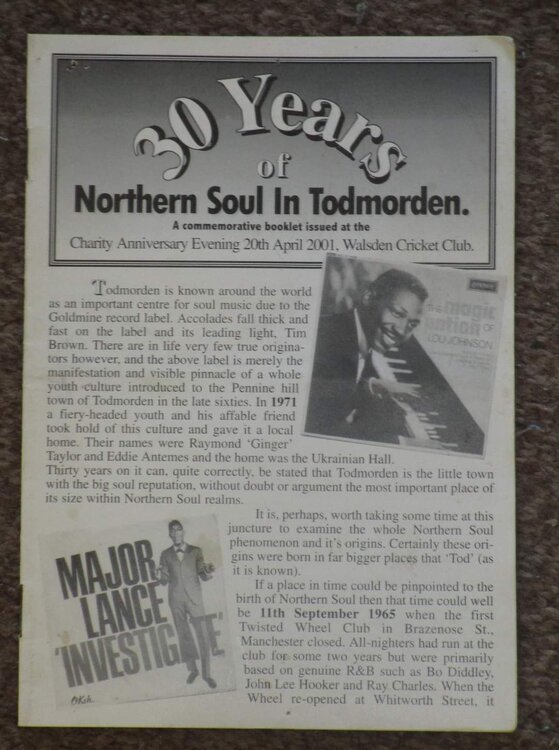 30 Years
of
Northern Soul In Todmorden.
A commemorative booklet issued at the
Charity Anniversary Evening 20th April 2001, Walsden Cricket Club.
Todmorden is known around the world
as an important centre for soul music due to the
Goldmine record label. Accolades fall thick and
fast on the label and its leading light, Tim
Brown. There are in life very few true origina-
tors however, and the above label is merely the
manifestation and visible pinnacle of a whole
youth culture introduced to the Pennine hill
town of Todmorden in the late sixties. In 1971
a fiery-headed youth and his affable friend
took hold of this culture and gave it a local
home. Their names were Raymond 'Ginger'
Taylor and Eddie Antemes and the home was the Ukrainian Hall.
Thirty years on it can, quite correctly, be stated that Todmorden is the little town
with the big soul reputation, without doubt or argument the most important place of
its size within Northern Soul realms.
THE magic
potion OF
LOU JOHNSON
It is, perhaps, worth taking some time at this
juncture to examine the whole Northern Soul
phenomenon and it's origins. Certainly these ori-
gins were born in far bigger places that 'Tod' (as
it is known).
If a place in time could be pinpointed to the
birth of Northern Soul then that time could well
be 11th September 1965 when the first
Twisted Wheel Club in Brazenose St.,
Manchester closed. All-nighters had run at the
club for some two years but were primarily
based on genuine R&B such as Bo Diddley,
John Lee Hooker and Ray Charles. When the
Wheel re-opened at Whitworth Street, it
MAJOR
LANCE
'INVESTIGATE'
OKeh